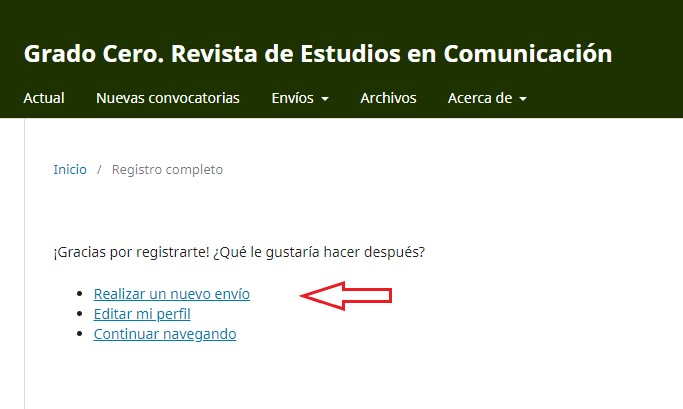 Grado Cero. Revista de Estudios en Comunicación
Actual Nuevas convocatorias Envíos Archivos Acerca de
Inicio / Registro completo
¡Gracias por registrarte! ¿Qué le gustaría hacer después?
Realizar un nuevo envío
Editar mi perfil
Continuar navegando